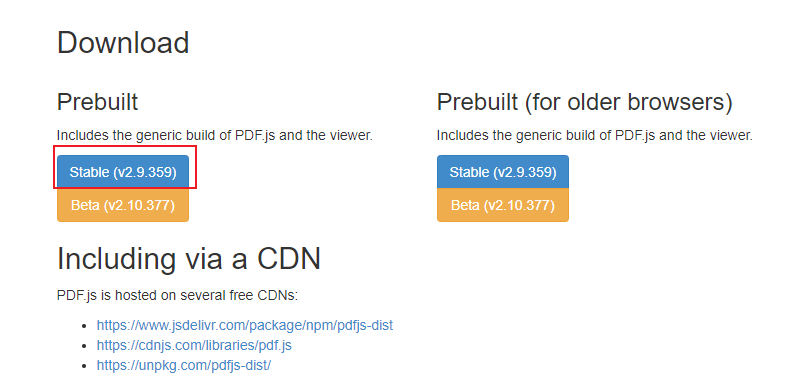 Download
Prebuilt
Includes the generic build of PDF.js and the viewer.
Stable (v2.9.359)
Beta (v2.10.377)
Prebuilt (for older browsers)
Includes the generic build of PDF.js and the viewer.
Stable (v2.9.359)
Beta (v2.10.377)
Including via a CDN
PDF.js is hosted on several free CDNs:
https://www.jsdelivr.com/package/npm/pdfjs-dist
https://cdnjs.com/libraries/pdf.js
https://unpkg.com/pdfjs-dist/